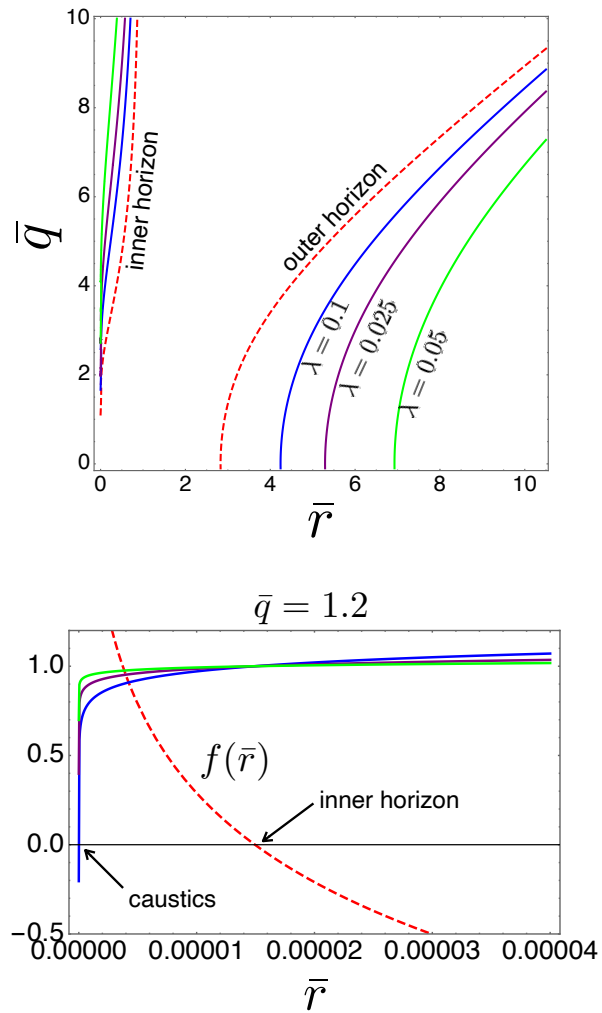 10
8
6
4
2
0
q̄
inner horizon
outer horizon
λ = 0.1
λ = 0.025
λ = 0.05
0 2 4 6 8 10
r̄
q̄ = 1.2
1.0
0.5
0.0
−0.5
f(r̄)
inner horizon
caustics
0.00000 0.00001 0.00002 0.00003 0.00004
r̄